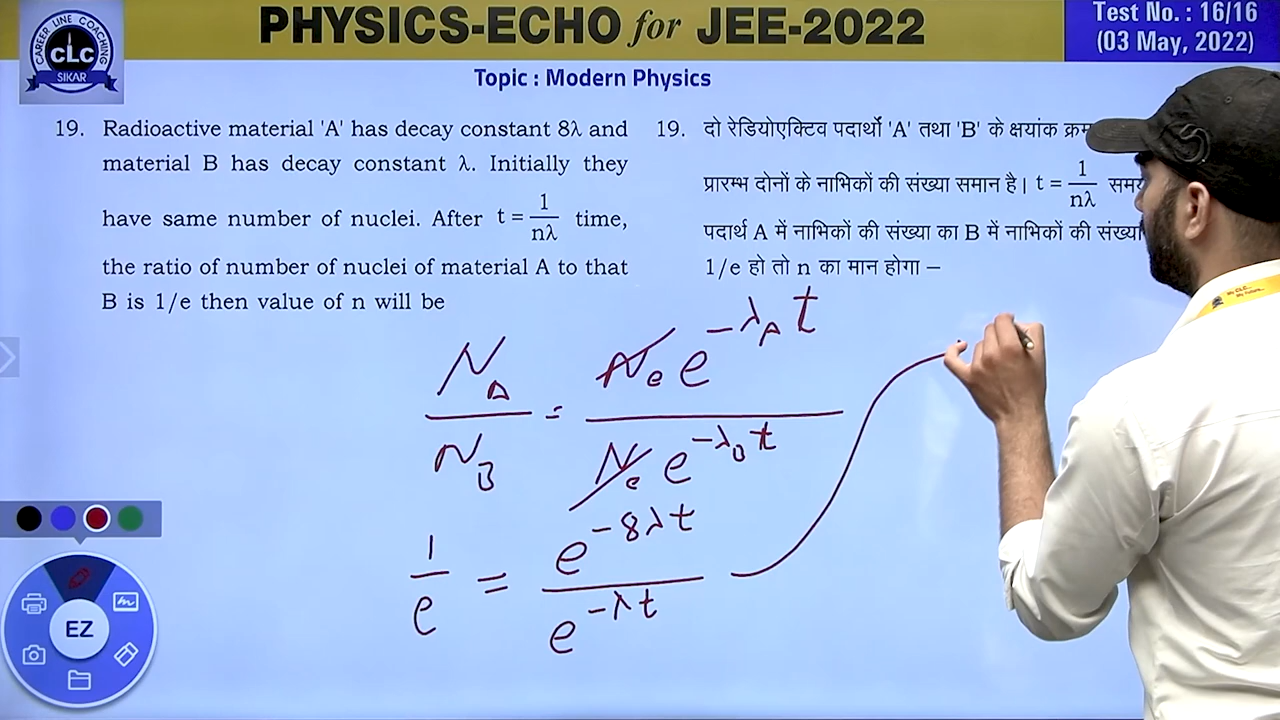 PHYSICS-ECHO for JEE-2022
Test No. : 16/16
(03 May, 2022)
CAREER LINE COACHING
CLC
SIKAR
Topic : Modern Physics
19. Radioactive material 'A' has decay constant 8λ and
material B has decay constant λ. Initially they
have same number of nuclei. After t = 1/nλ time,
the ratio of number of nuclei of material A to that
B is 1/e then value of n will be
19. दो रेडियोएक्टिव पदार्थों 'A' तथा 'B' के क्षयांक
प्रारम्भ दोनों के नाभिकों की संख्या समान है। t = 1/nλ
पदार्थ A में नाभिकों की संख्या का B में नाभिकों की संख्या
1/e हो तो n का मान होगा –
N_A/N_B = N₀ e^(-λ_A t) / N₀ e^(-λ_B t)
1/e = e^(-8λt) / e^(-λt)
EZ